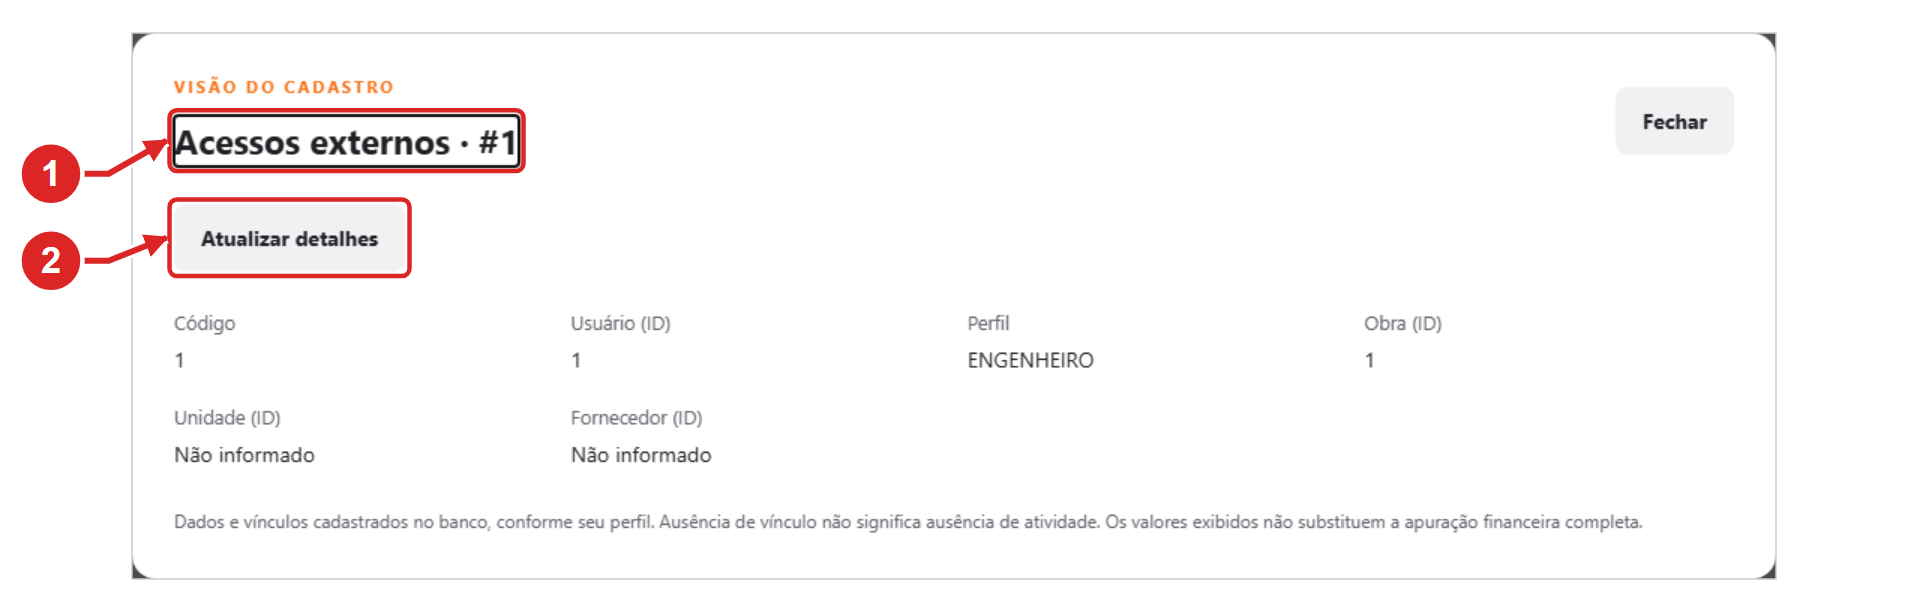 VISÃO DO CADASTRO
Acessos externos · #1
Fechar
1
Atualizar detalhes
2
Código
Usuário (ID)
Perfil
Obra (ID)
1
1
ENGENHEIRO
1
Unidade (ID)
Fornecedor (ID)
Não informado
Não informado
Dados e vínculos cadastrados no banco, conforme seu perfil. Ausência de vínculo não significa ausência de atividade. Os valores exibidos não substituem a apuração financeira completa.